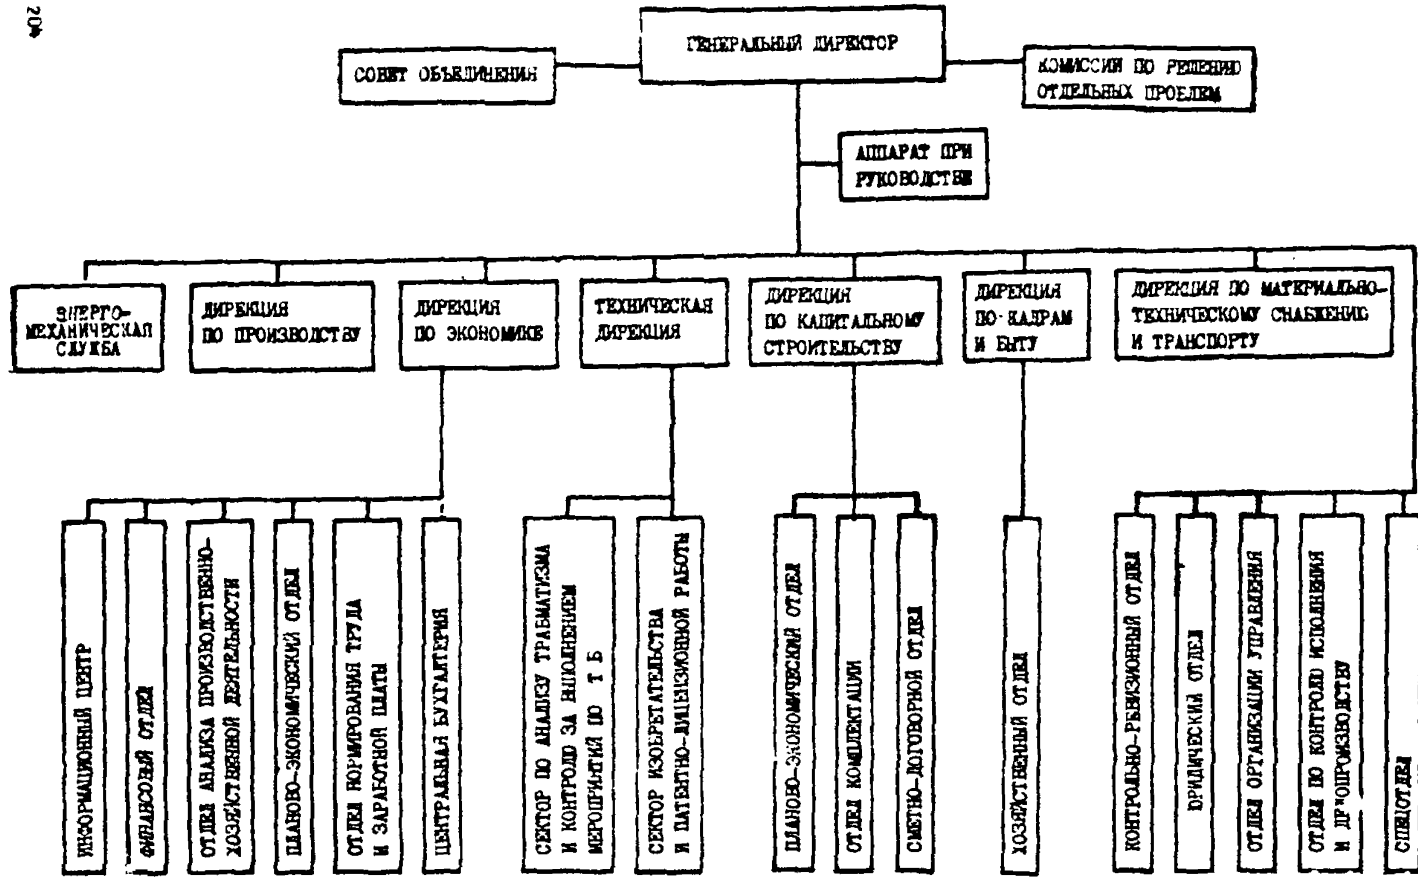 204
ГЕНЕРАЛЬНЫЙ ДИРЕКТОР
СОВЕТ ОБЪЕДИНЕНИЯ
КОМИССИИ ПО РЕШЕНИЮ
ОТДЕЛЬНЫХ ПРОБЛЕМ
АППАРАТ ПРИ
РУКОВОДСТВЕ
ЭНЕРГО-
МЕХАНИЧЕСКАЯ
СЛУЖБА
ДИРЕКЦИЯ
ПО ПРОИЗВОДСТВУ
ДИРЕКЦИЯ
ПО ЭКОНОМИКЕ
ТЕХНИЧЕСКАЯ
ДИРЕКЦИЯ
ДИРЕКЦИЯ
ПО КАПИТАЛЬНОМУ
СТРОИТЕЛЬСТВУ
ДИРЕКЦИЯ
ПО КАДРАМ
И БЫТУ
ДИРЕКЦИЯ ПО МАТЕРИАЛЬНО-
ТЕХНИЧЕСКОМУ СНАБЖЕНИЮ
И ТРАНСПОРТУ
ИНФОРМАЦИОННЫЙ ЦЕНТР
ФИНАНСОВЫЙ ОТДЕЛ
ОТДЕЛ АНАЛИЗА ПРОИЗВОДСТВЕННО-
ХОЗЯЙСТВЕННОЙ ДЕЯТЕЛЬНОСТИ
ПЛАНОВО-ЭКОНОМИЧЕСКИЙ ОТДЕЛ
ОТДЕЛ НОРМИРОВАНИЯ ТРУДА
И ЗАРАБОТНОЙ ПЛАТЫ
ЦЕНТРАЛЬНАЯ БУХГАЛТЕРИЯ
СЕКТОР ПО АНАЛИЗУ ТРАВМАТИЗМА
И КОНТРОЛЮ ЗА ВЫПОЛНЕНИЕМ
МЕРОПРИЯТИЙ ПО Т Б
СЕКТОР ИЗОБРЕТАТЕЛЬСТВА
И ПАТЕНТНО-ЛИЦЕНЗИОННОЙ РАБОТЫ
ПЛАНОВО-ЭКОНОМИЧЕСКИЙ ОТДЕЛ
ОТДЕЛ КОМПЛЕКТАЦИИ
СМЕТНО-ДОГОВОРНОЙ ОТДЕЛ
ХОЗЯЙСТВЕННЫЙ ОТДЕЛ
КОНТРОЛЬНО-РЕВИЗИОННЫЙ ОТДЕЛ
ЮРИДИЧЕСКИЙ ОТДЕЛ
ОТДЕЛ ОРГАНИЗАЦИИ УПРАВЛЕНИЯ
ОТДЕЛ ПО КОНТРОЛЮ ИСПОЛНЕНИЯ
И ДЕЛОПРОИЗВОДСТВУ
СПЕЦОТДЕЛ